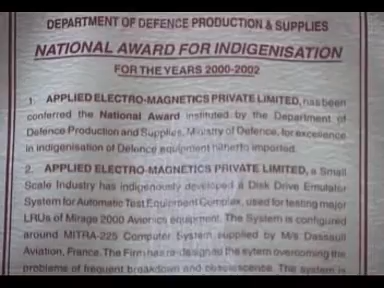 DEPARTMENT OF DEFENCE PRODUCTION & SUPPLIES
NATIONAL AWARD FOR INDIGENISATION
FOR THE YEARS 2000-2002
1. APPLIED ELECTRO-MAGNETICS PRIVATE LIMITED, has been
conferred the National Award instituted by the Department of
Defence Production and Supplies, Ministry of Defence, for excellence
in indigenisation of Defence equipment hitherto imported.
2. APPLIED ELECTRO-MAGNETICS PRIVATE LIMITED, a Small
Scale Industry has indigenously developed a Disk Drive Emulator
System for Automatic Test Equipment Complex, used for testing major
LRUs of Mirage 2000 Avionics equipment. The System is configured
around MITRA-225 Computer System supplied by M/s Dassault
Aviation, France. The Firm has re-designed the sytem overcoming the
problems of frequent breakdown and obsolescence. The system is